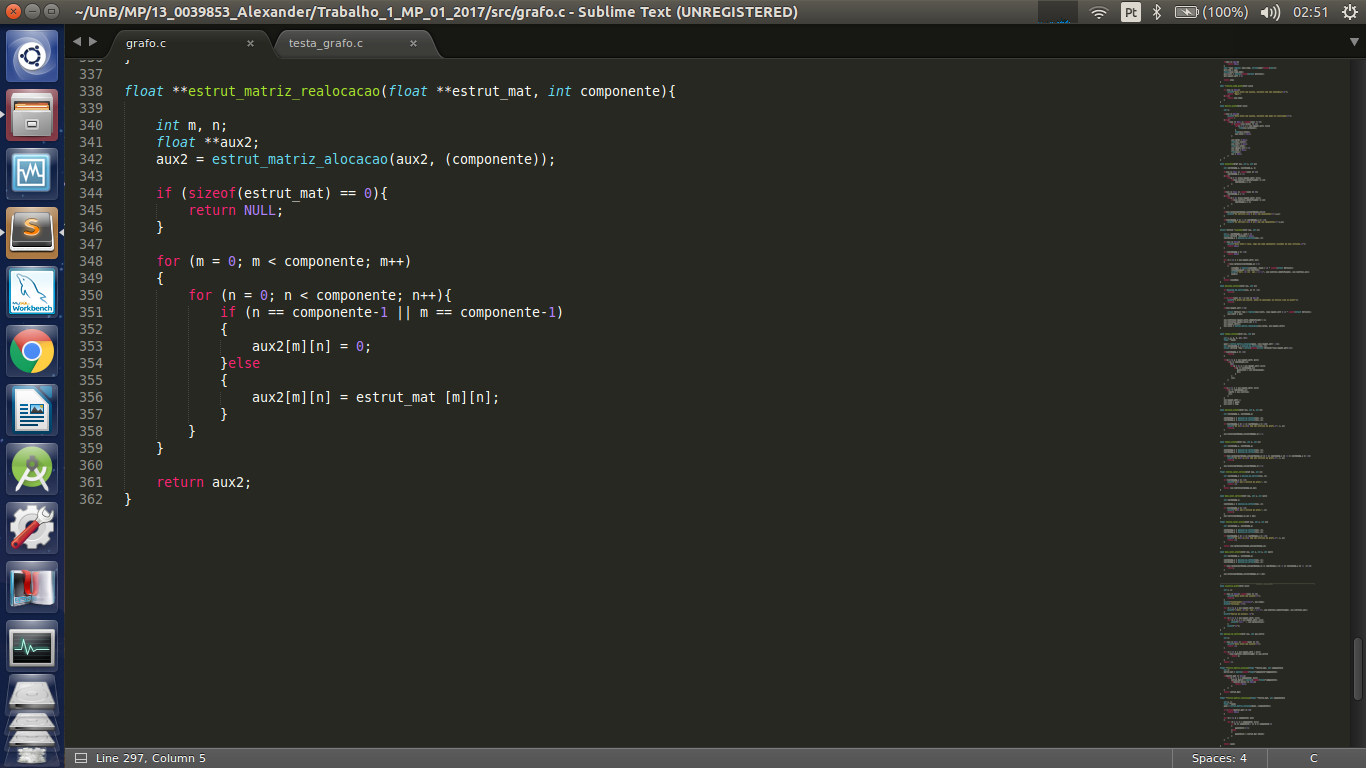 ~/UnB/MP/13_0039853_Alexander/Trabalho_1_MP_01_2017/src/grafo.c - Sublime Text (UNREGISTERED)
Pt (100%) 02:51
grafo.c × testa_grafo.c ×
336 }
337
338 float **estrut_matriz_realocacao(float **estrut_mat, int componente){
339
340 int m, n;
341 float **aux2;
342 aux2 = estrut_matriz_alocacao(aux2, (componente));
343
344 if (sizeof(estrut_mat) == 0){
345 return NULL;
346 }
347
348 for (m = 0; m < componente; m++)
349 {
350 for (n = 0; n < componente; n++){
351 if (n == componente-1 || m == componente-1)
352 {
353 aux2[m][n] = 0;
354 }else
355 {
356 aux2[m][n] = estrut_mat [m][n];
357 }
358 }
359 }
360
361 return aux2;
362 }
S
MySQL
Workbench
Line 297, Column 5 Spaces: 4 C